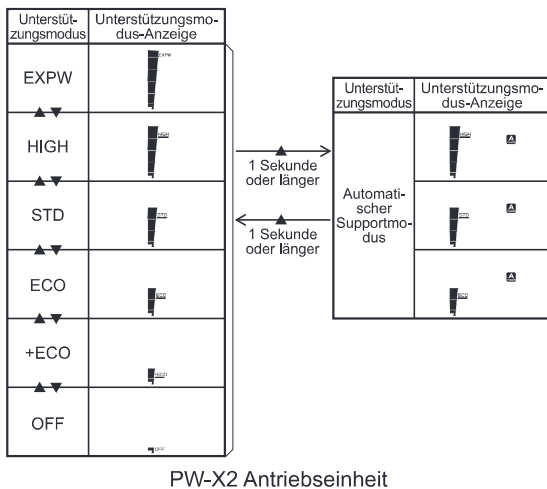 Unterstüt-
zungsmodus
Unterstützungsmo-
dus-Anzeige
EXPW
EXPW
▲ ▼
HIGH
HIGH
▲ ▼
STD
STD
▲ ▼
ECO
ECO
▲ ▼
+ECO
+ECO
▲ ▼
OFF
OFF
▲
1 Sekunde
oder länger
▲
1 Sekunde
oder länger
Unterstüt-
zungsmodus
Unterstützungsmo-
dus-Anzeige
Automati-
scher
Supportmo-
dus
HIGH
A
STD
A
ECO
A
PW-X2 Antriebseinheit